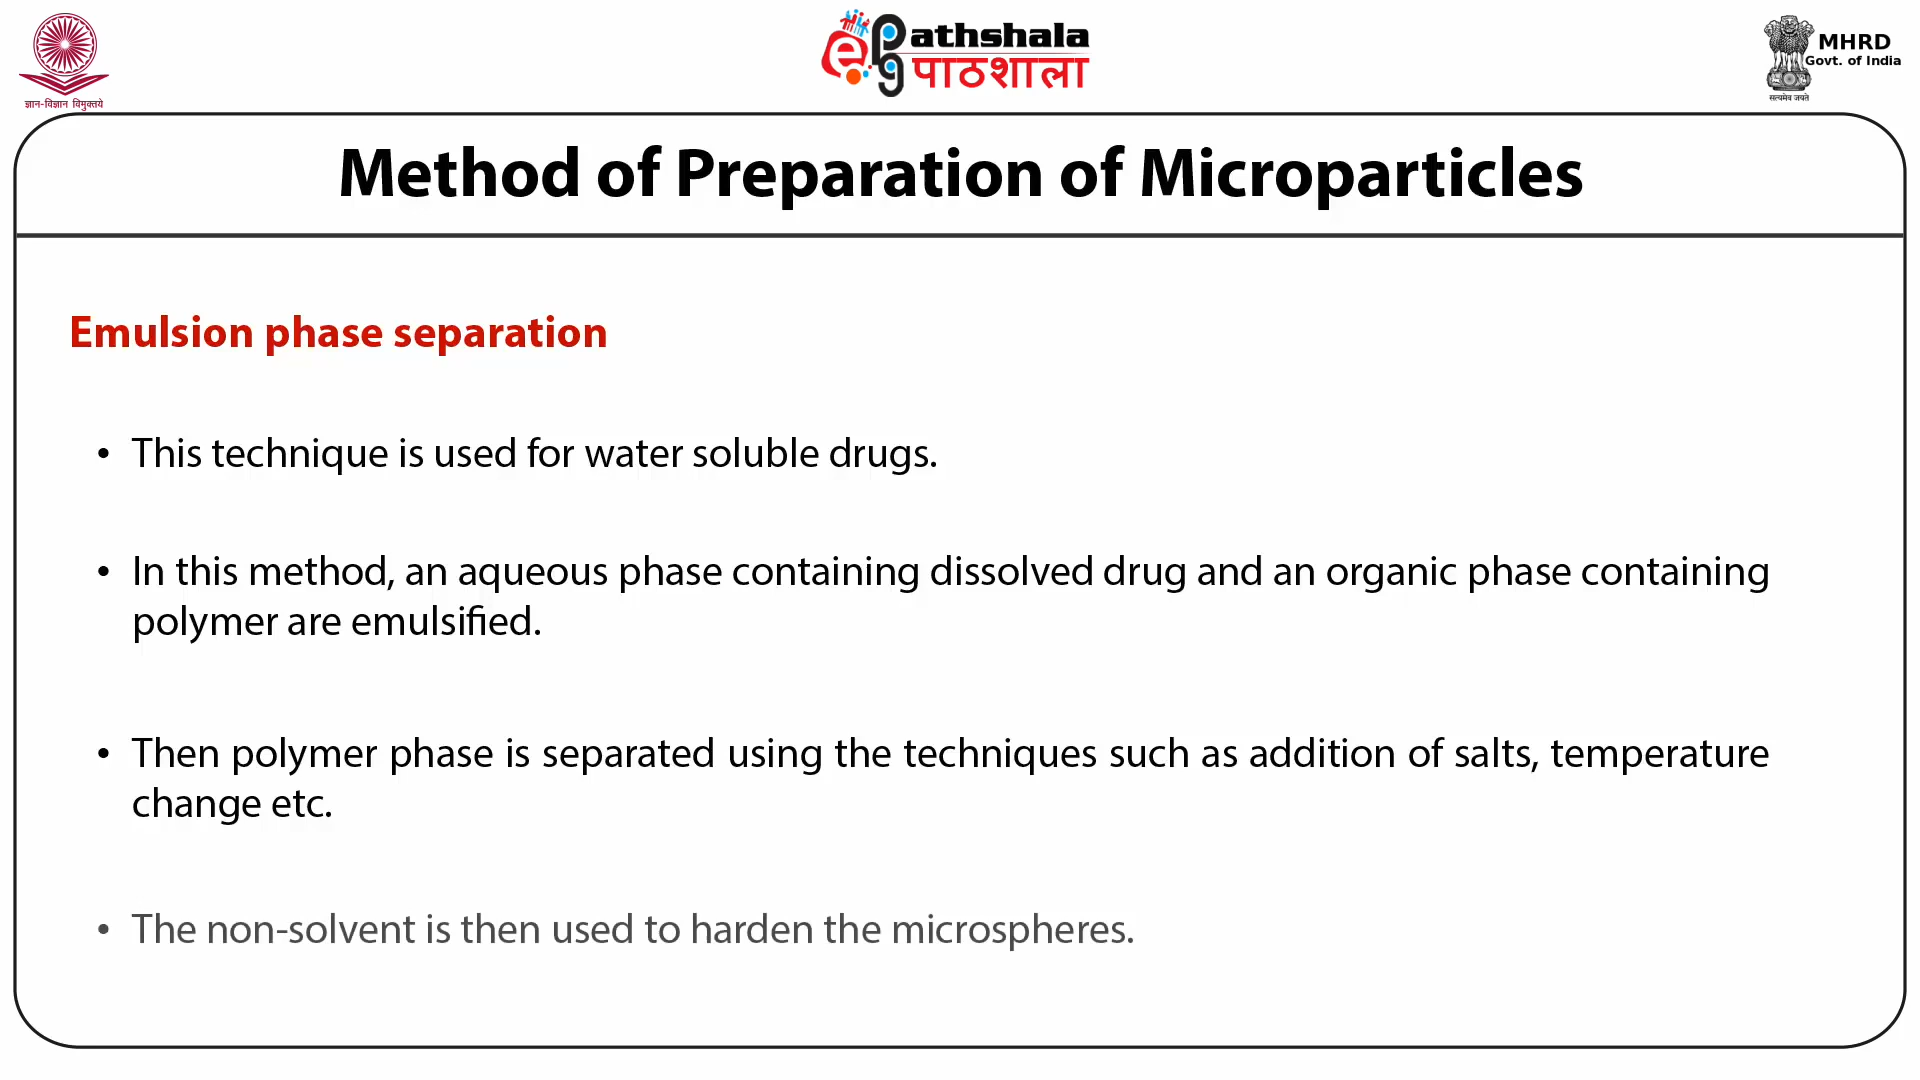 ज्ञान-विज्ञान विमुक्तये
ePathshala
पाठशाला
MHRD
Govt. of India
सत्यमेव जयते
Method of Preparation of Microparticles
Emulsion phase separation
• This technique is used for water soluble drugs.
• In this method, an aqueous phase containing dissolved drug and an organic phase containing
polymer are emulsified.
• Then polymer phase is separated using the techniques such as addition of salts, temperature
change etc.
• The non-solvent is then used to harden the microspheres.